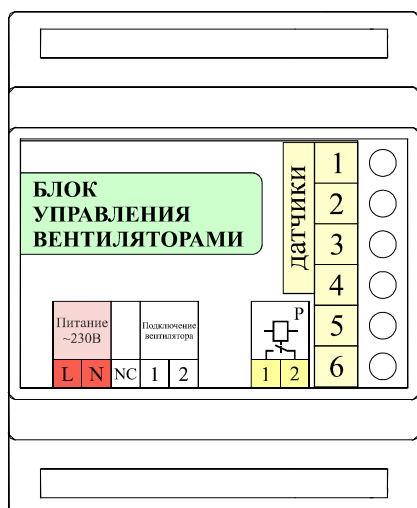 БЛОК
УПРАВЛЕНИЯ
ВЕНТИЛЯТОРАМИ
датчики
1
2
3
4
5
6
Питание
~230В
Подключение
вентилятора
P
L N NC 1 2
1 2